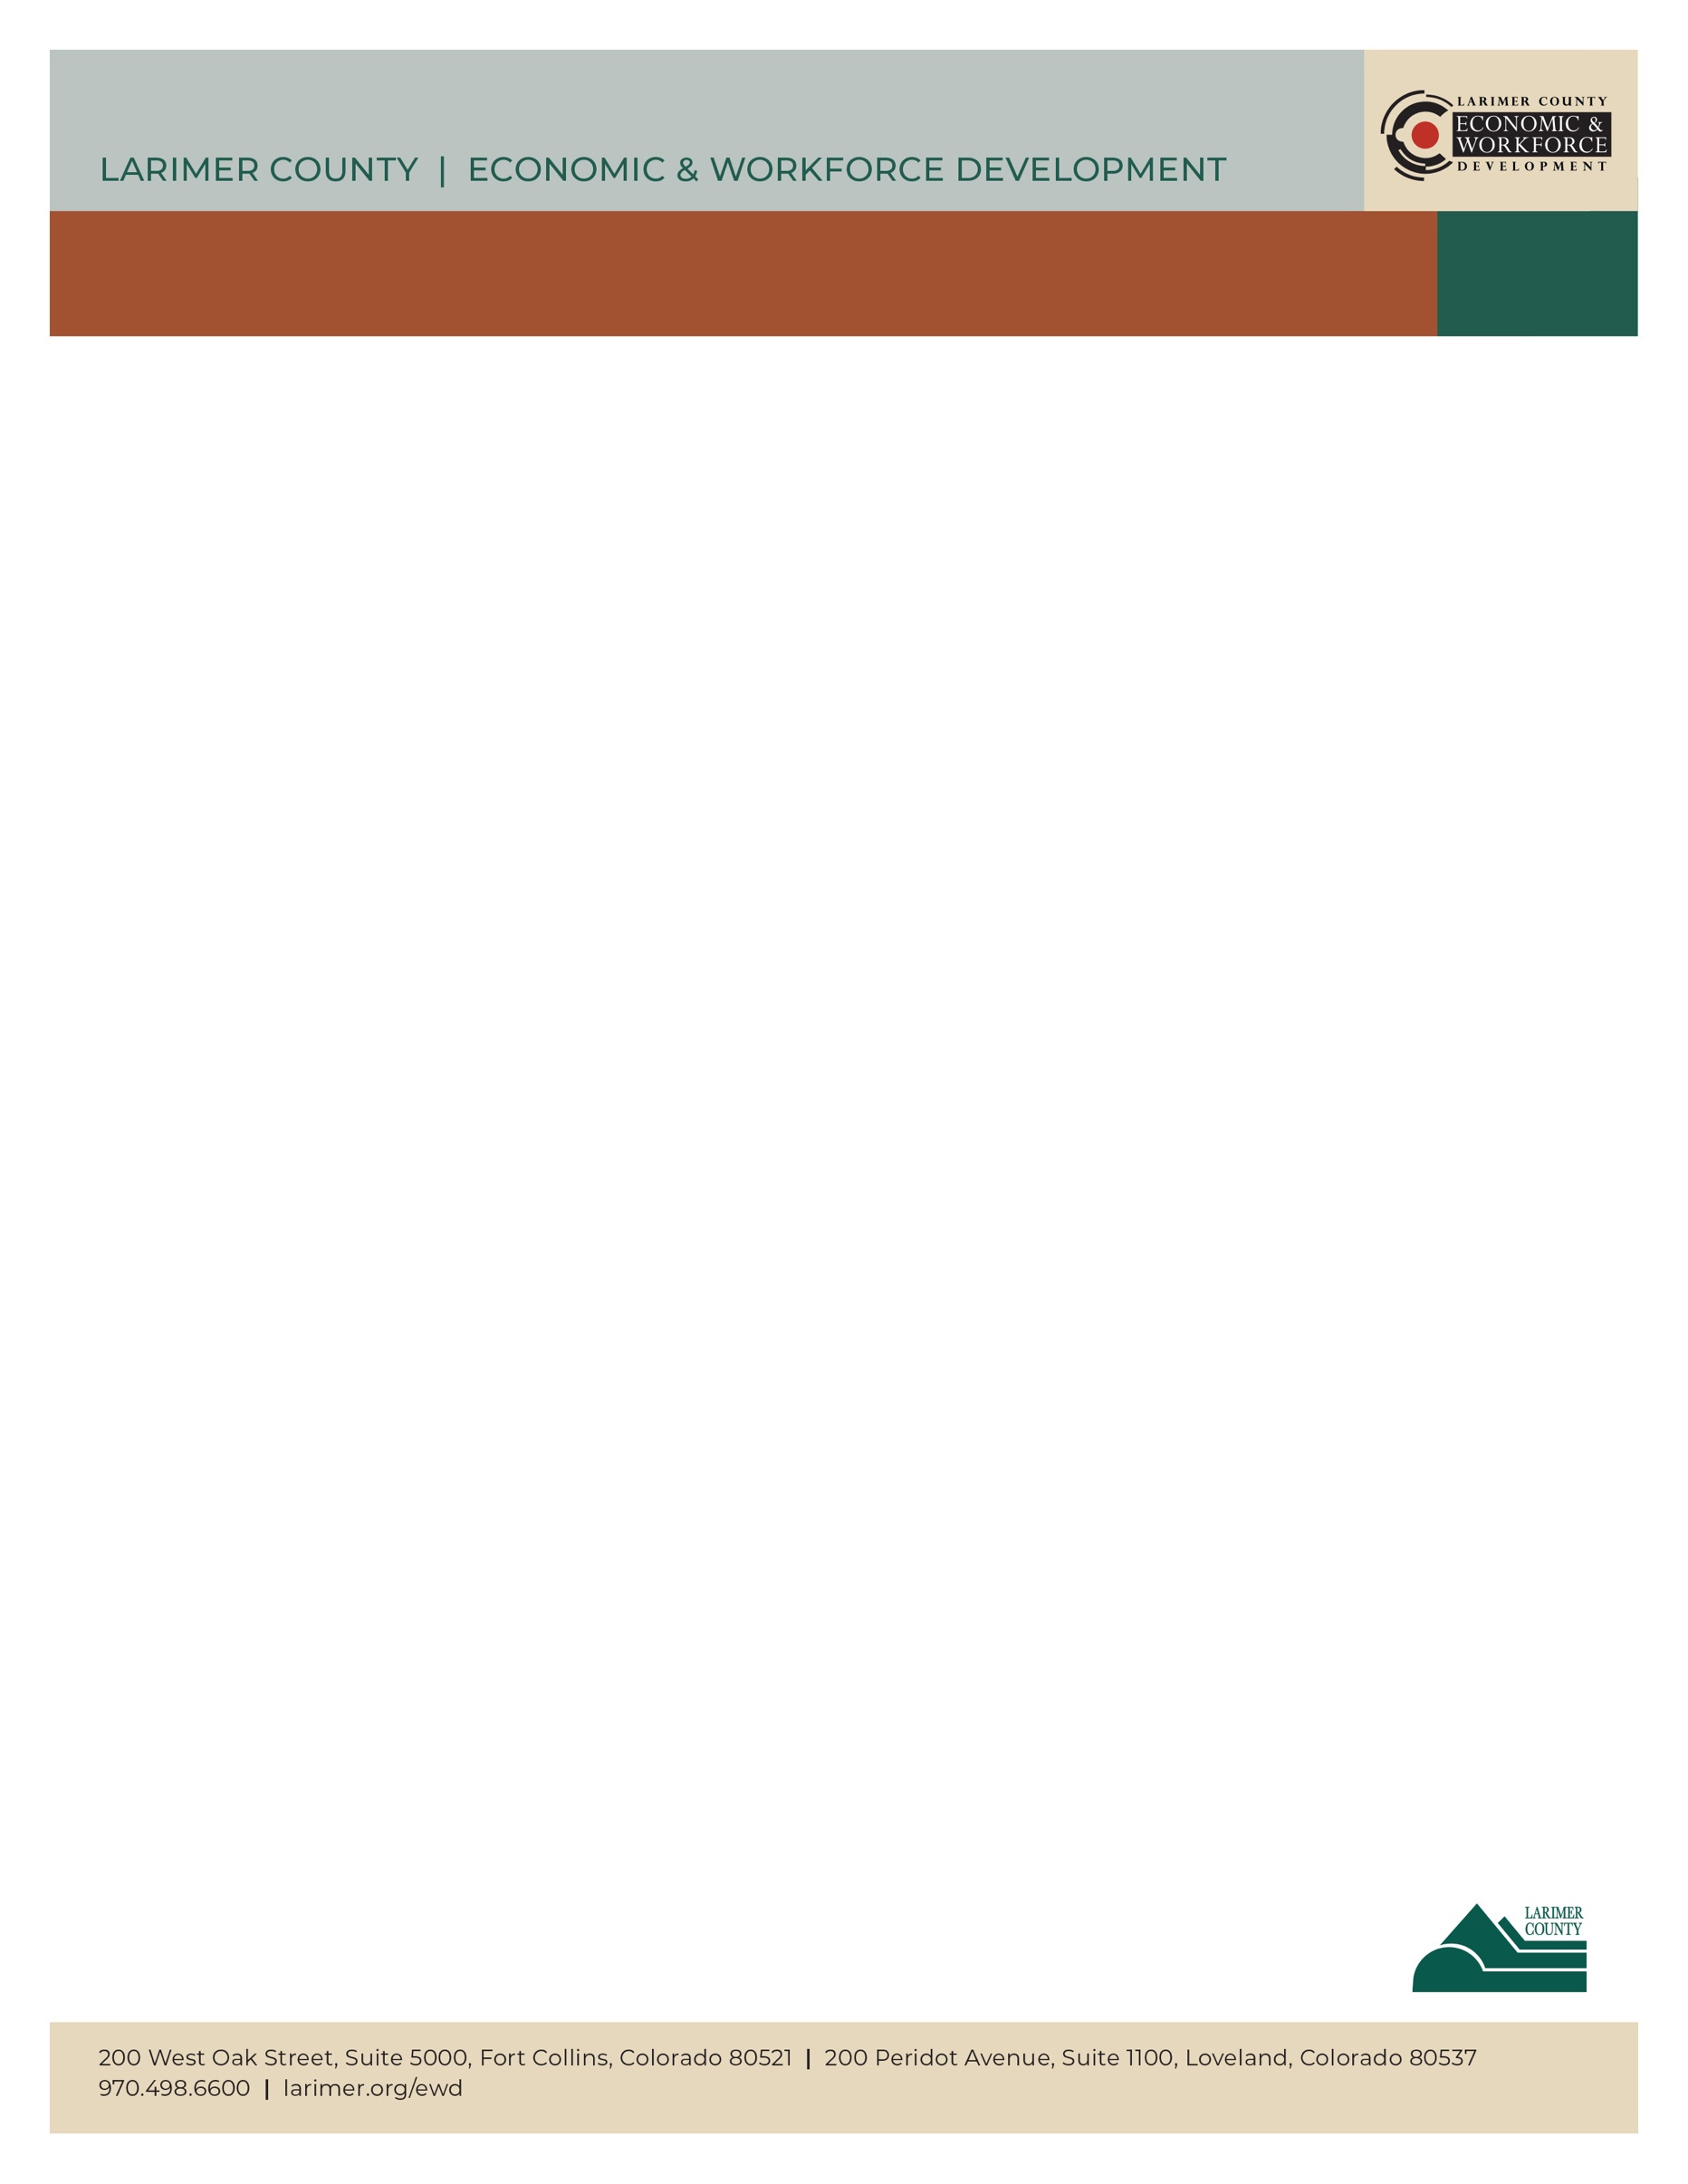 LARIMER COUNTY | ECONOMIC & WORKFORCE DEVELOPMENT
LARIMER COUNTY
ECONOMIC &
WORKFORCE
DEVELOPMENT
LARIMER
COUNTY
200 West Oak Street, Suite 5000, Fort Collins, Colorado 80521 | 200 Peridot Avenue, Suite 1100, Loveland, Colorado 80537
970.498.6600 | larimer.org/ewd